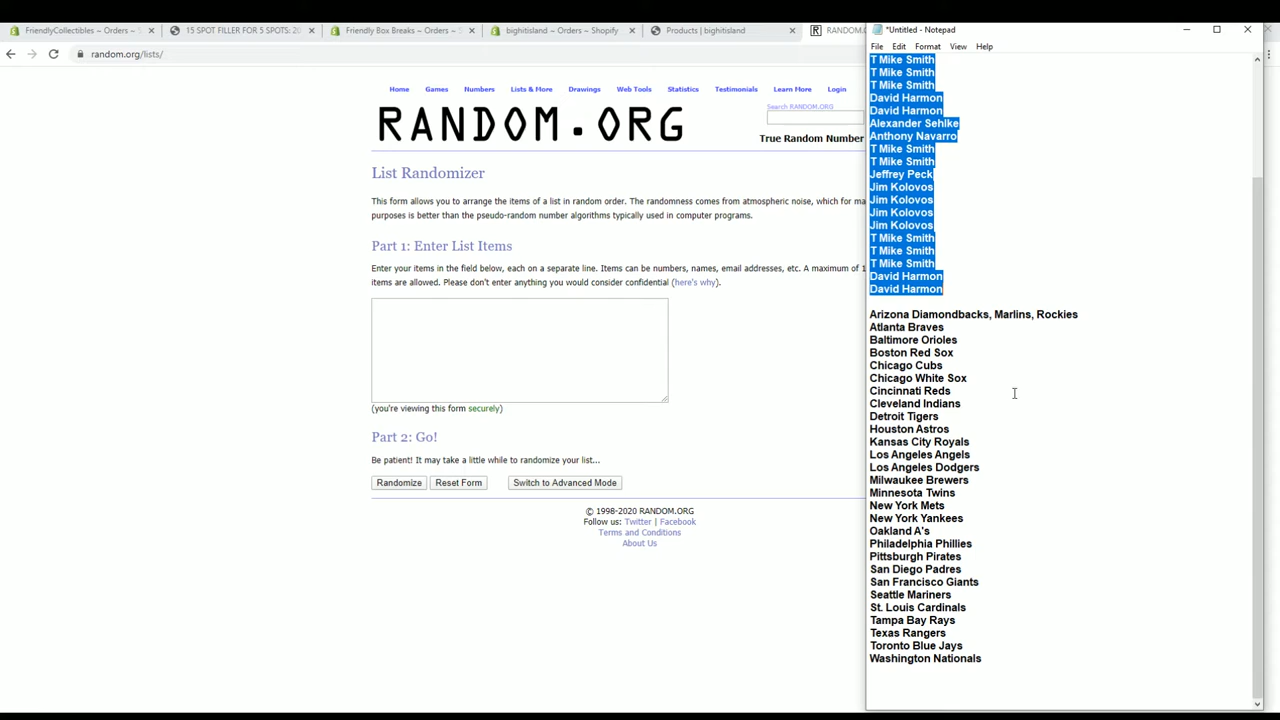 FriendlyCollectibles – Orders –
15 SPOT FILLER FOR 5 SPOTS: 20
Friendly Box Breaks – Orders –
bighitisland – Orders – Shopify
Products | bighitisland
RANDOM.O
*Untitled - Notepad
random.org/lists/
File Edit Format View Help
Home Games Numbers Lists & More Drawings Web Tools Statistics Testimonials Learn More Login
Search RANDOM.ORG
RANDOM.ORG
True Random Number
List Randomizer
This form allows you to arrange the items of a list in random order. The randomness comes from atmospheric noise, which for ma
purposes is better than the pseudo-random number algorithms typically used in computer programs.
Part 1: Enter List Items
Enter your items in the field below, each on a separate line. Items can be numbers, names, email addresses, etc. A maximum of 1
items are allowed. Please don't enter anything you would consider confidential (here's why).
(you're viewing this form securely)
Part 2: Go!
Be patient! It may take a little while to randomize your list...
Randomize Reset Form Switch to Advanced Mode
© 1998-2020 RANDOM.ORG
Follow us: Twitter | Facebook
Terms and Conditions
About Us
T Mike Smith
T Mike Smith
T Mike Smith
David Harmon
David Harmon
Alexander Sehlke
Anthony Navarro
T Mike Smith
T Mike Smith
Jeffrey Peck
Jim Kolovos
Jim Kolovos
Jim Kolovos
Jim Kolovos
T Mike Smith
T Mike Smith
T Mike Smith
David Harmon
David Harmon
Arizona Diamondbacks, Marlins, Rockies
Atlanta Braves
Baltimore Orioles
Boston Red Sox
Chicago Cubs
Chicago White Sox
Cincinnati Reds
Cleveland Indians
Detroit Tigers
Houston Astros
Kansas City Royals
Los Angeles Angels
Los Angeles Dodgers
Milwaukee Brewers
Minnesota Twins
New York Mets
New York Yankees
Oakland A's
Philadelphia Phillies
Pittsburgh Pirates
San Diego Padres
San Francisco Giants
Seattle Mariners
St. Louis Cardinals
Tampa Bay Rays
Texas Rangers
Toronto Blue Jays
Washington Nationals